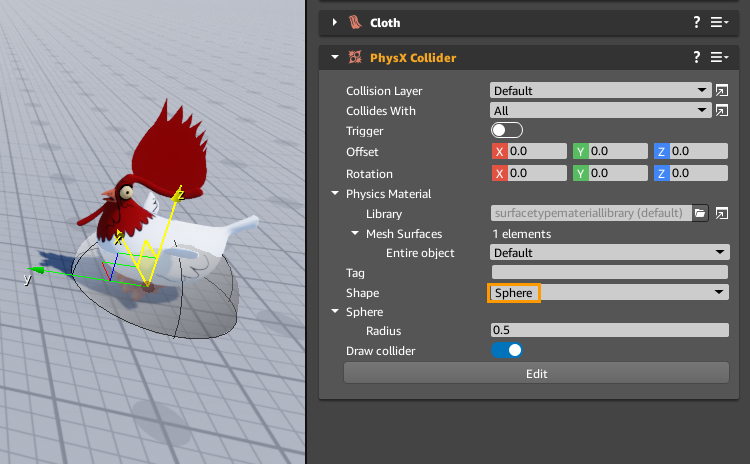 Cloth
?
PhysX Collider
?
Collision Layer Default
Collides With All
Trigger
Offset X 0.0 Y 0.0 Z 0.0
Rotation X 0.0 Y 0.0 Z 0.0
Physics Material
Library surfacetypemateriallibrary (default)
Mesh Surfaces 1 elements
Entire object Default
Tag
Shape Sphere
Sphere
Radius 0.5
Draw collider
Edit
z
x
y